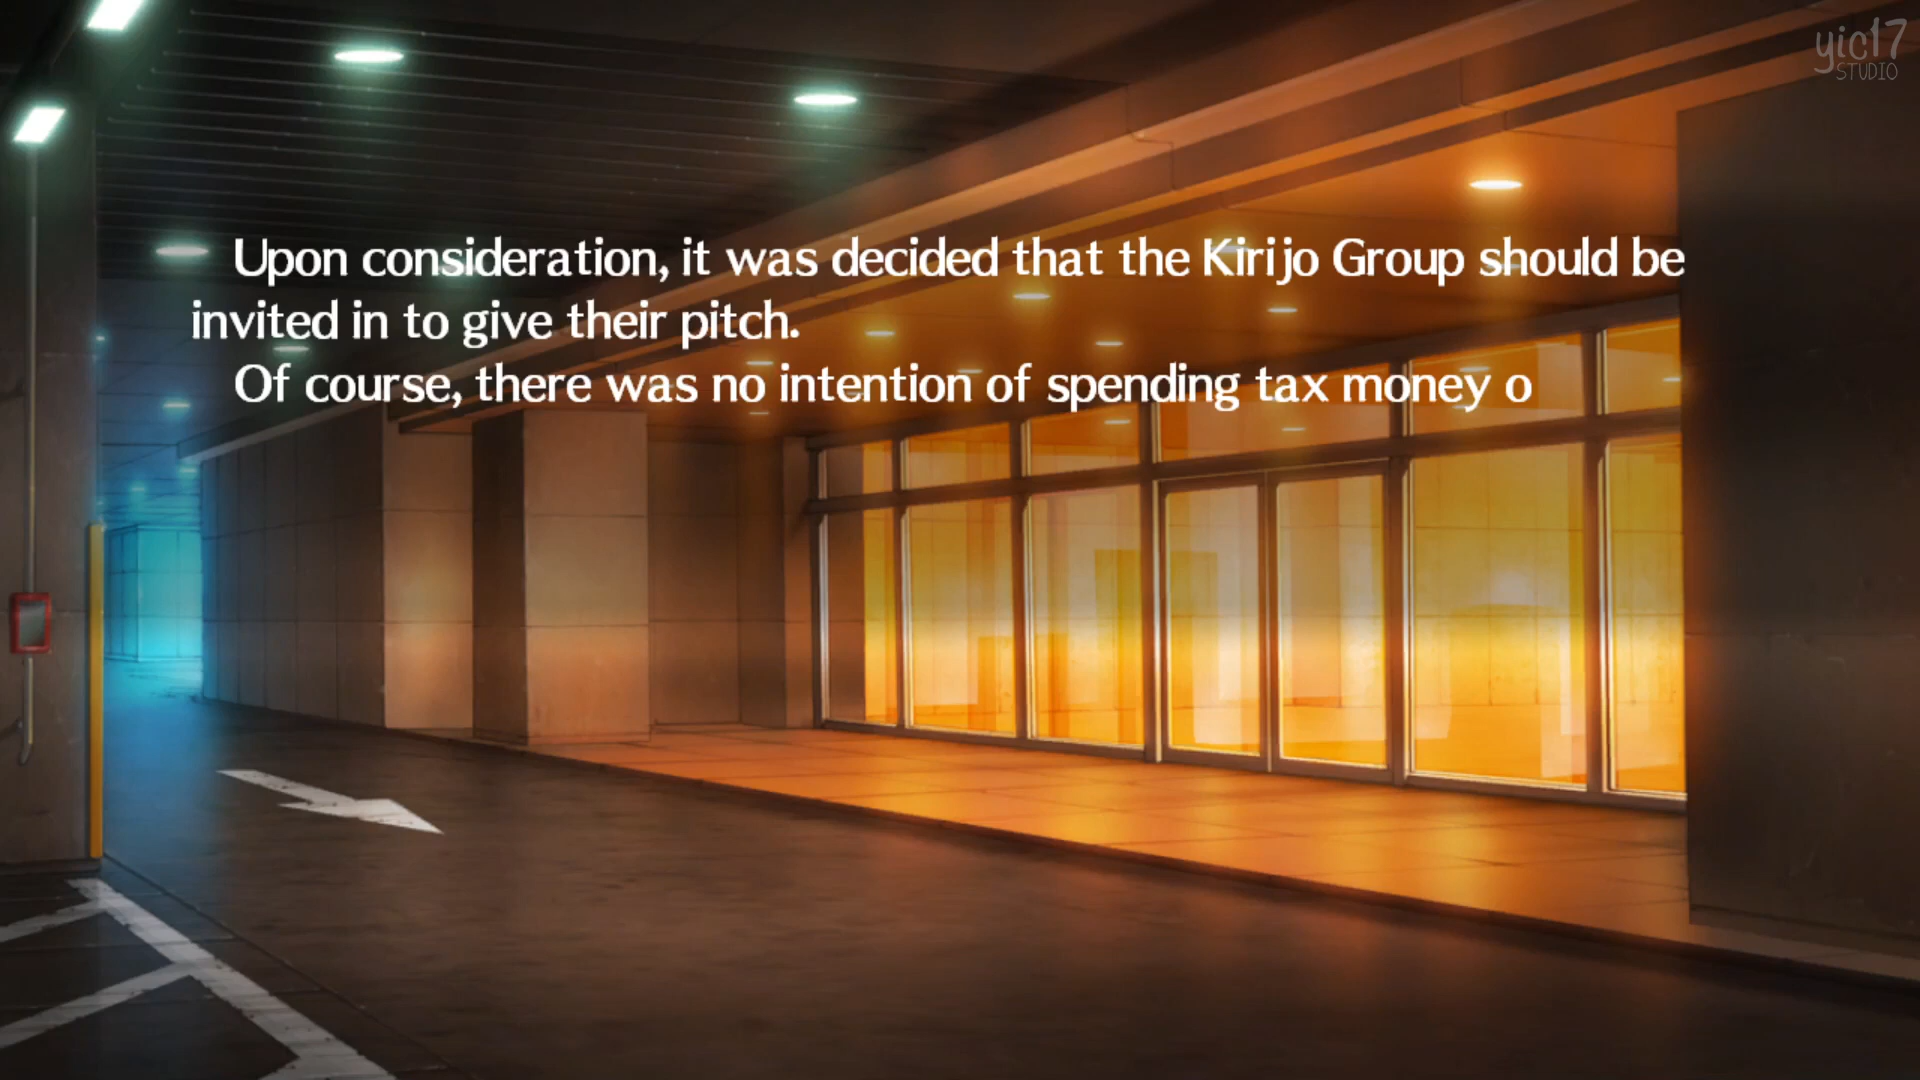 yic17
STUDIO
Upon consideration, it was decided that the Kirijo Group should be
invited in to give their pitch.
Of course, there was no intention of spending tax money o